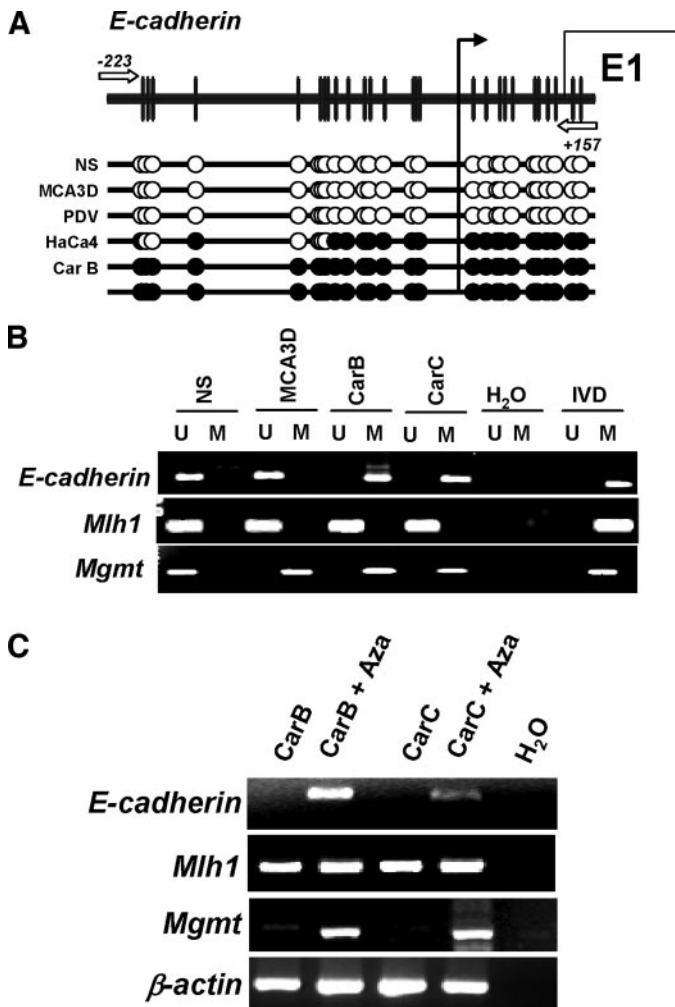 A
E-cadherin
-223
E1
+157
NS
MCA3D
PDV
HaCa4
Car B
B
NS MCA3D CarB CarC H₂O IVD
U M U M U M U M U M U M
E-cadherin
Mlh1
Mgmt
C
CarB CarB + Aza CarC CarC + Aza H₂O
E-cadherin
Mlh1
Mgmt
β-actin